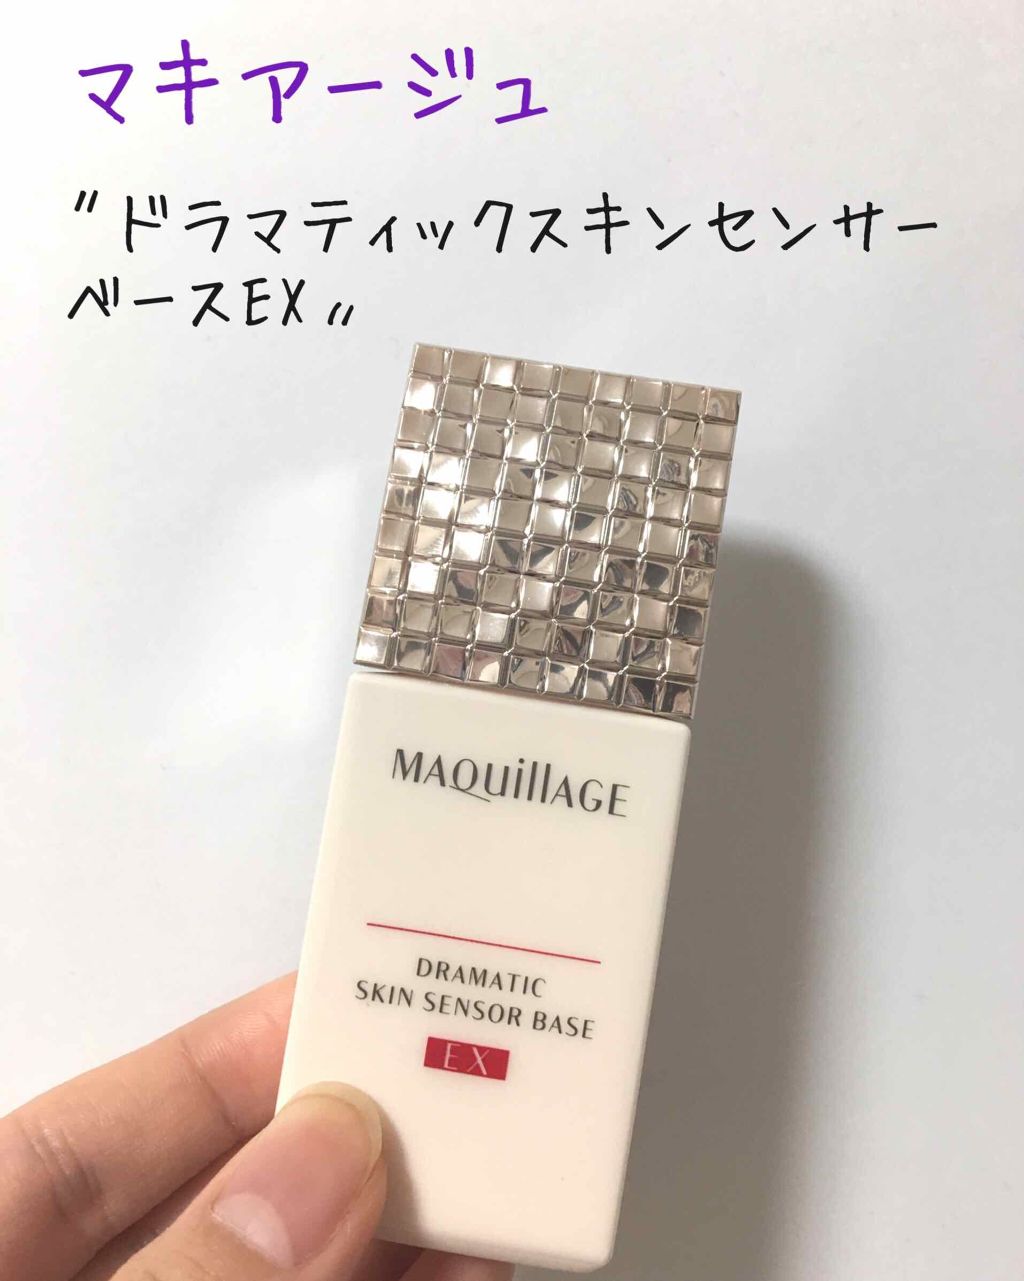 マキアージュ
"ドラマティックスキンセンサー
ベースEX"
MAQuillAGE
DRAMATIC
SKIN SENSOR BASE
EX